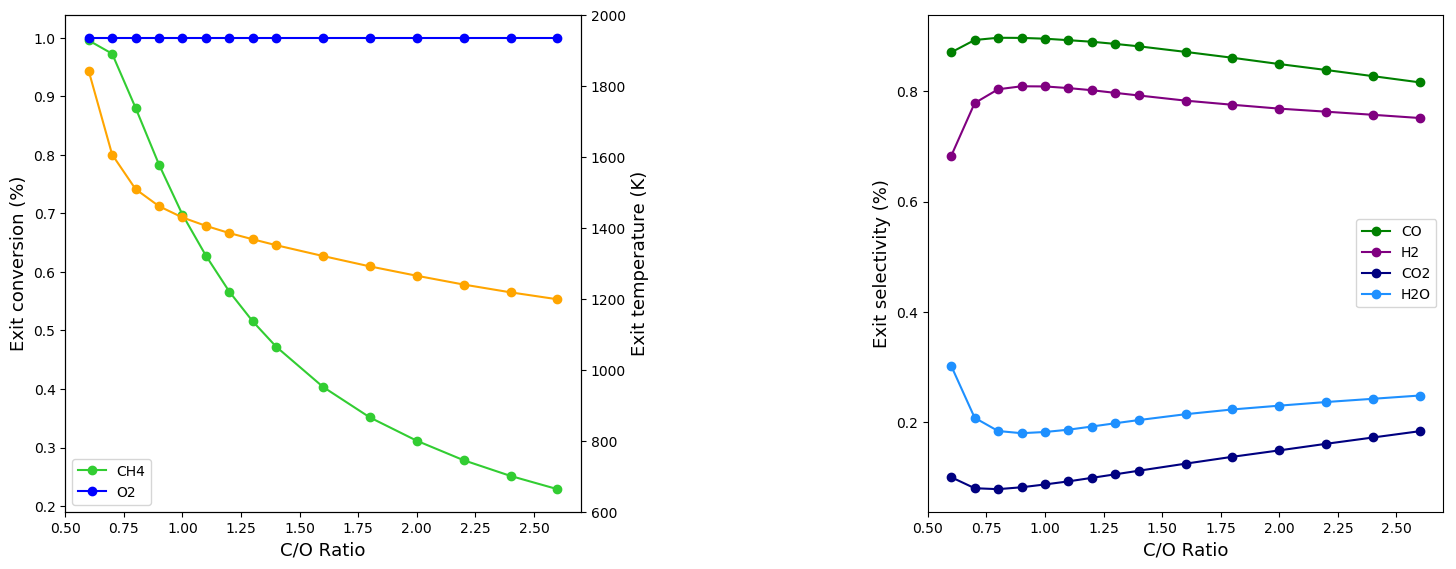 Exit conversion (%)
1.0
0.9
0.8
0.7
0.6
0.5
0.4
0.3
0.2
0.50 0.75 1.00 1.25 1.50 1.75 2.00 2.25 2.50
C/O Ratio
CH4
O2
2000
1800
1600
1400
1200
1000
800
600
Exit temperature (K)
Exit selectivity (%)
0.8
0.6
0.4
0.2
0.50 0.75 1.00 1.25 1.50 1.75 2.00 2.25 2.50
C/O Ratio
CO
H2
CO2
H2O